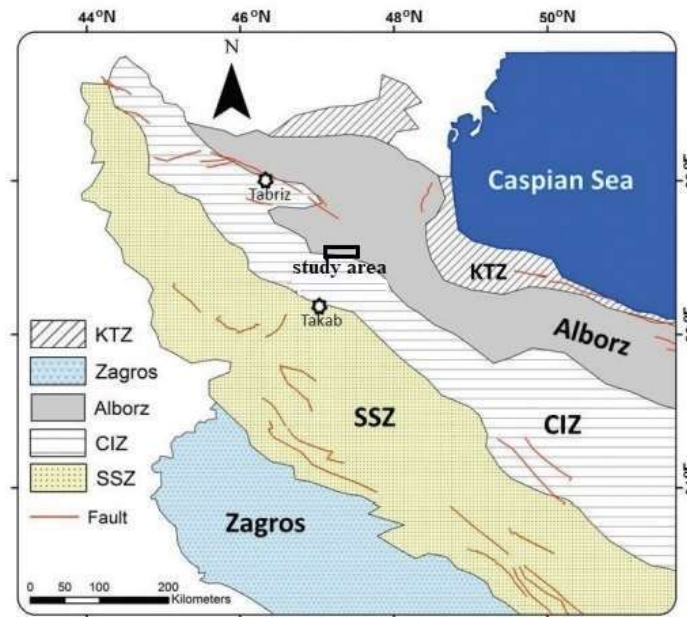 44°N 46°N 48°N 50°N
N
Caspian Sea
Tabriz
study area
KTZ
Takab
Alborz
KTZ
Zagros
Alborz
CIZ
SSZ
Fault
SSZ
CIZ
Zagros
0 50 100 200
Kilometers